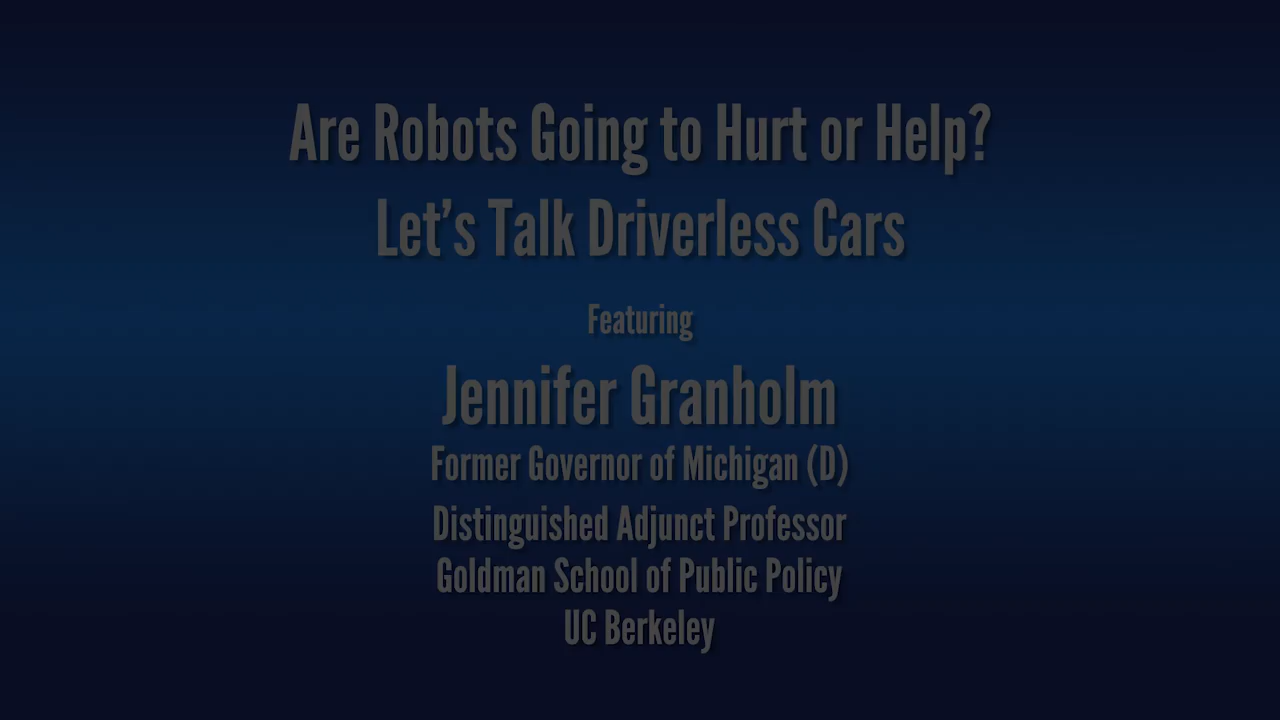 Are Robots Going to Hurt or Help?
Let’s Talk Driverless Cars
Featuring
Jennifer Granholm
Former Governor of Michigan (D)
Distinguished Adjunct Professor
Goldman School of Public Policy
UC Berkeley